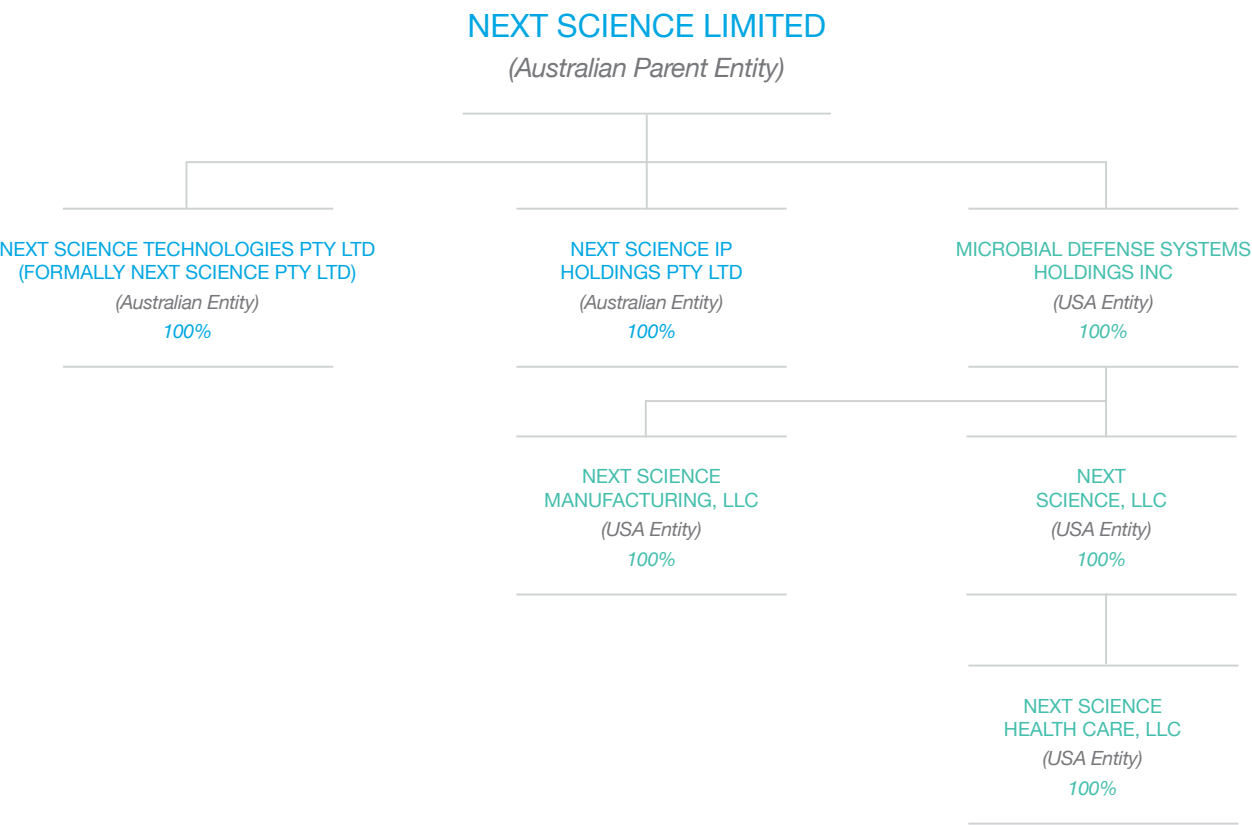 NEXT SCIENCE LIMITED
(Australian Parent Entity)
NEXT SCIENCE TECHNOLOGIES PTY LTD
(FORMALLY NEXT SCIENCE PTY LTD)
(Australian Entity)
100%
NEXT SCIENCE IP
HOLDINGS PTY LTD
(Australian Entity)
100%
MICROBIAL DEFENSE SYSTEMS
HOLDINGS INC
(USA Entity)
100%
NEXT SCIENCE
MANUFACTURING, LLC
(USA Entity)
100%
NEXT
SCIENCE, LLC
(USA Entity)
100%
NEXT SCIENCE
HEALTH CARE, LLC
(USA Entity)
100%